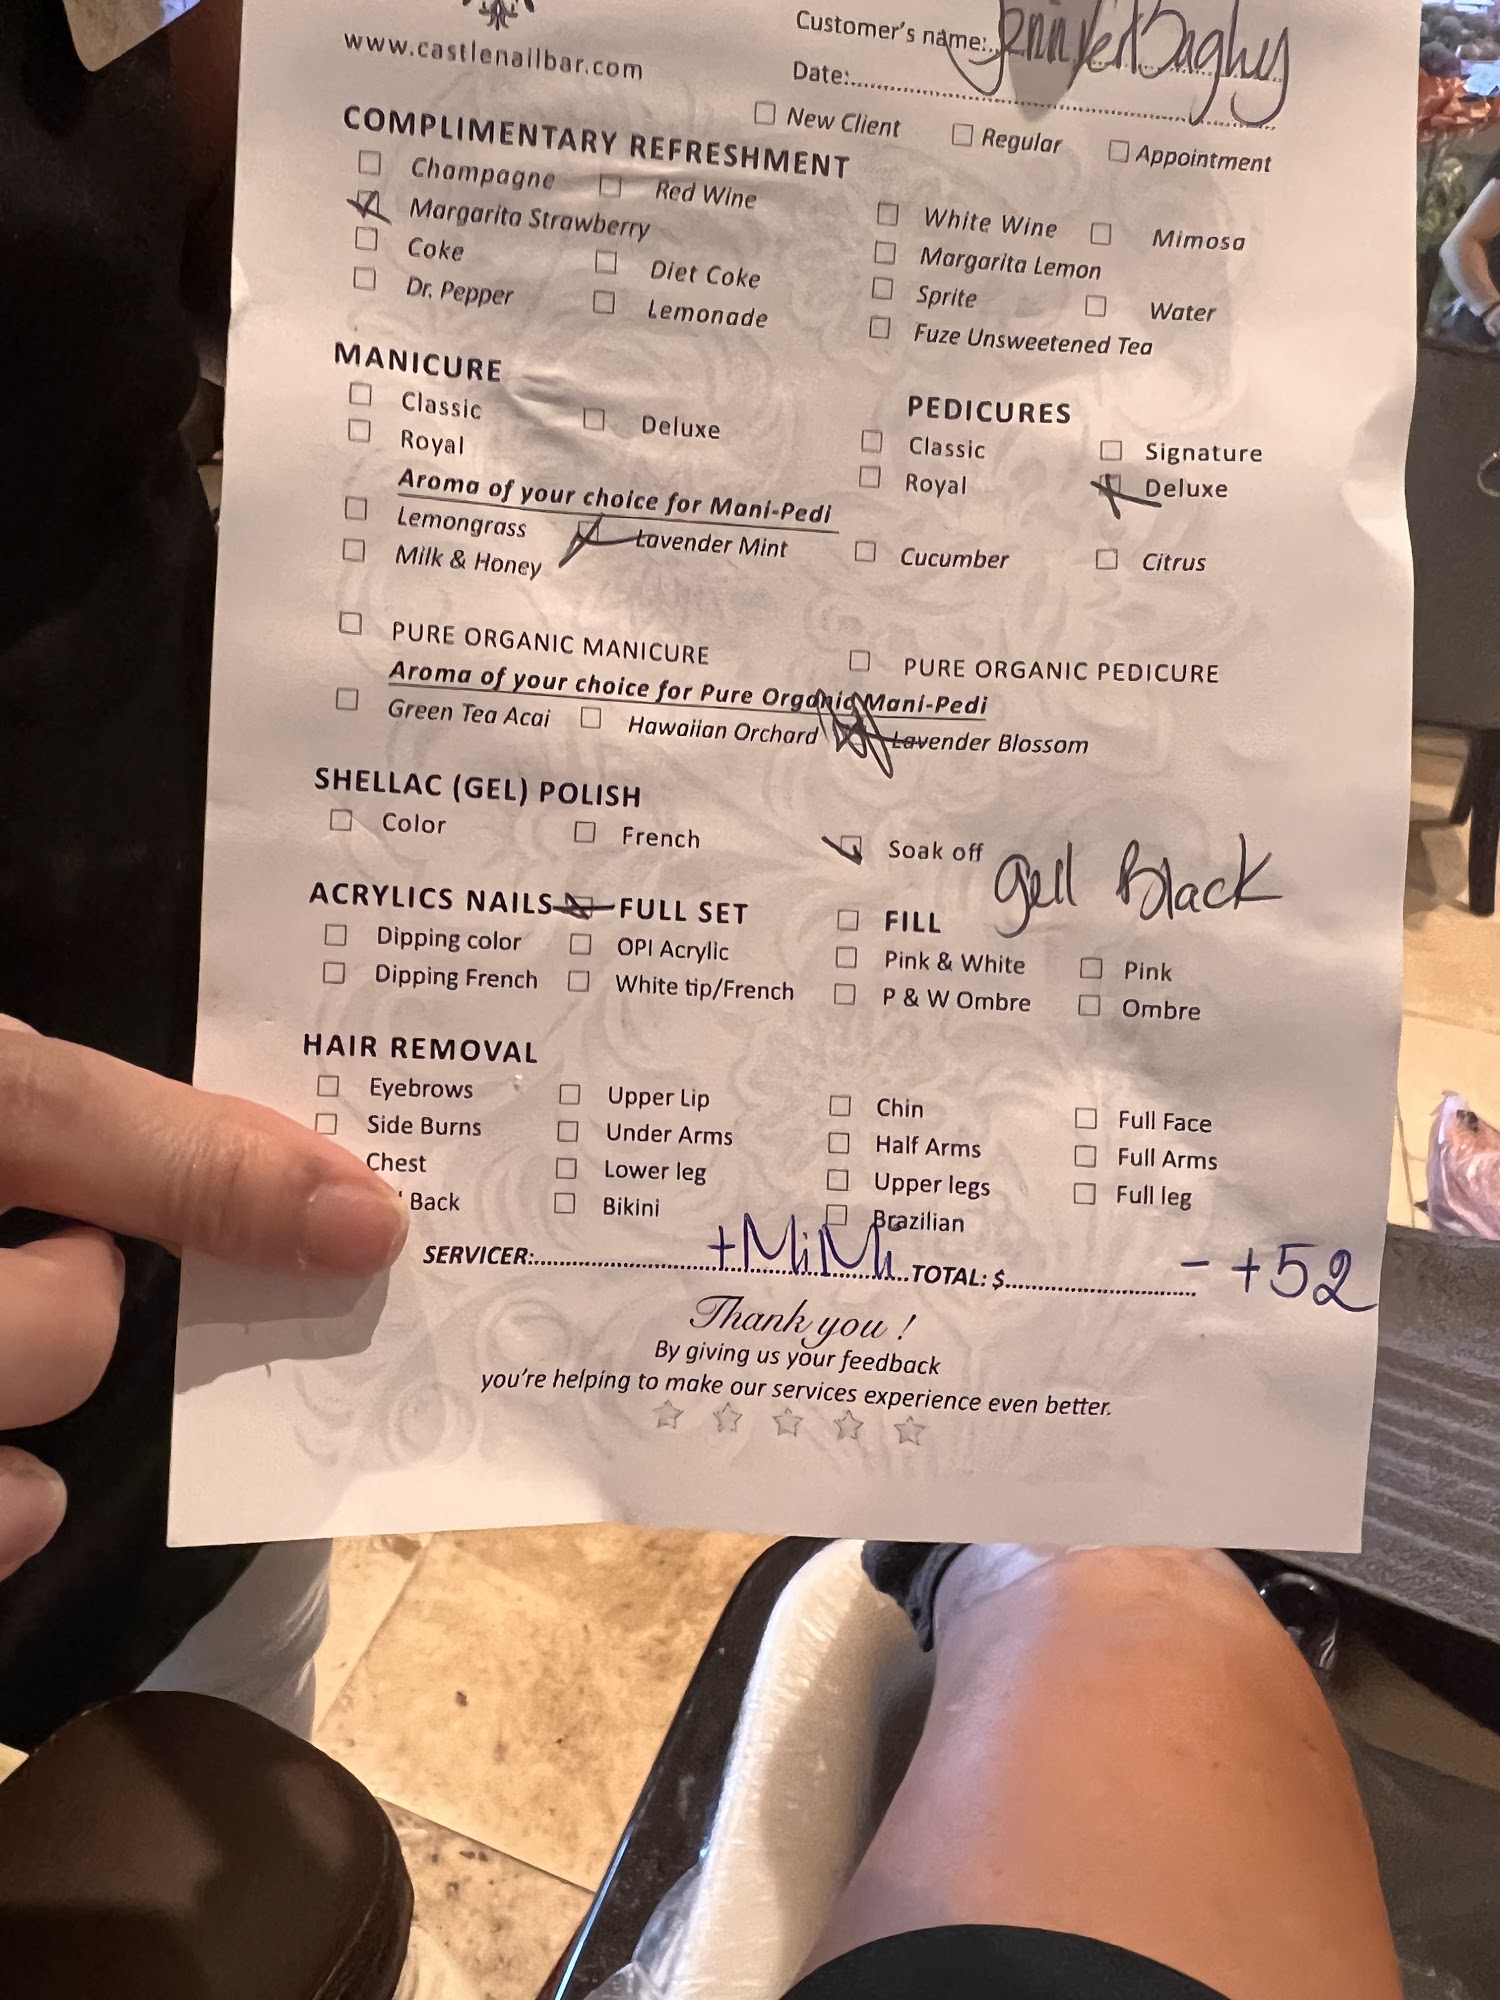 www.castlenailbar.com
Customer's name:
Date:
New Client Regular Appointment
COMPLIMENTARY REFRESHMENT
Champagne Red Wine White Wine Mimosa
Margarita Strawberry Margarita Lemon
Coke Diet Coke Sprite Water
Dr. Pepper Lemonade Fuze Unsweetened Tea
MANICURE PEDICURES
Classic Deluxe Classic Signature
Royal Royal Deluxe
Aroma of your choice for Mani-Pedi
Lemongrass Lavender Mint Cucumber Citrus
Milk & Honey
PURE ORGANIC MANICURE PURE ORGANIC PEDICURE
Aroma of your choice for Pure Organic Mani-Pedi
Green Tea Acai Hawaiian Orchard Lavender Blossom
SHELLAC (GEL) POLISH
Color French Soak off gell Black
ACRYLICS NAILS FULL SET FILL
Dipping color OPI Acrylic Pink & White Pink
Dipping French White tip/French P & W Ombre Ombre
HAIR REMOVAL
Eyebrows Upper Lip Chin Full Face
Side Burns Under Arms Half Arms Full Arms
Chest Lower leg Upper legs Full leg
Back Bikini Brazilian
SERVICER: +MiMi TOTAL: $ - +52
Thank you !
By giving us your feedback
you're helping to make our services experience even better.